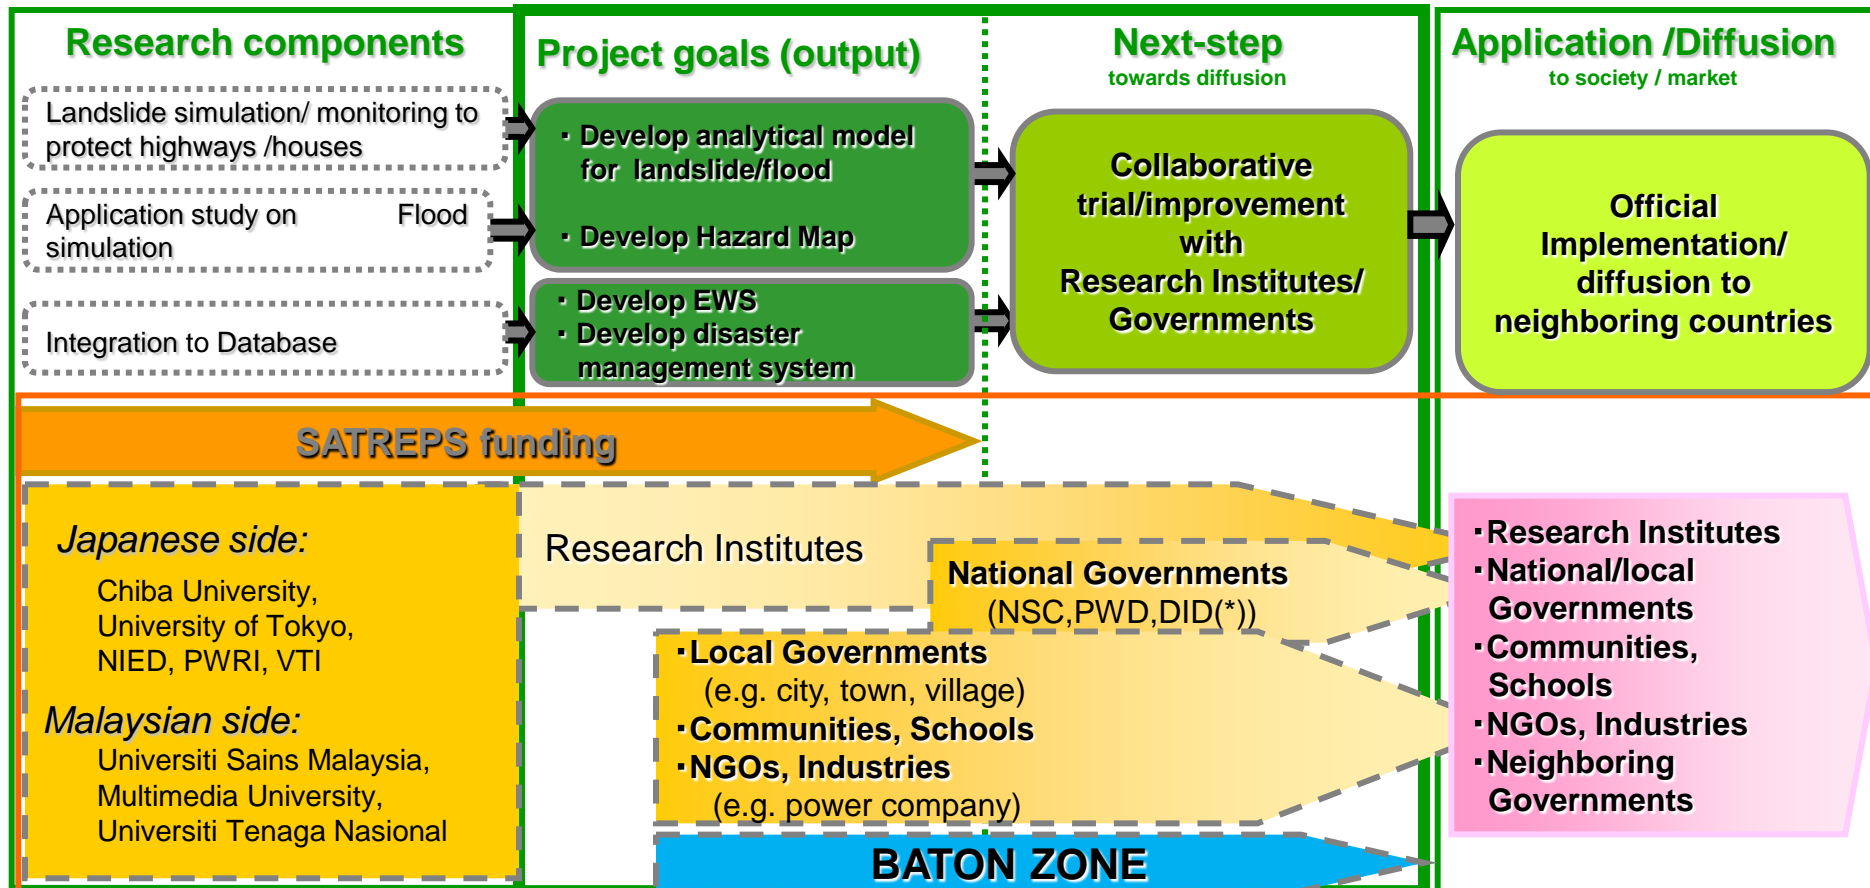 Research components
Landslide simulation/ monitoring to
protect highways /houses
Application study on Flood
simulation
Integration to Database
Project goals (output)
・Develop analytical model
for landslide/flood
・Develop Hazard Map
・Develop EWS
・Develop disaster
management system
Next-step
towards diffusion
Collaborative
trial/improvement
with
Research Institutes/
Governments
Application /Diffusion
to society / market
Official
Implementation/
diffusion to
neighboring countries
SATREPS funding
Japanese side:
Chiba University,
University of Tokyo,
NIED, PWRI, VTI
Malaysian side:
Universiti Sains Malaysia,
Multimedia University,
Universiti Tenaga Nasional
Research Institutes
National Governments
(NSC,PWD,DID(*))
・Local Governments
(e.g. city, town, village)
・Communities, Schools
・NGOs, Industries
(e.g. power company)
BATON ZONE
・Research Institutes
・National/local
Governments
・Communities,
Schools
・NGOs, Industries
・Neighboring
Governments